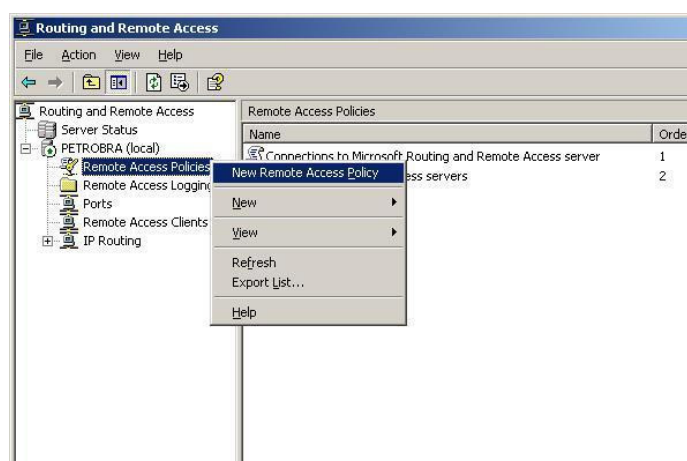 Routing and Remote Access
File Action View Help
Routing and Remote Access
Server Status
PETROBRA (local)
Remote Access Policies
Remote Access Logging
Ports
Remote Access Clients
IP Routing
Remote Access Policies
Name Orde
Connections to Microsoft Routing and Remote Access server 1
ess servers 2
New Remote Access Policy
New
View
Refresh
Export List...
Help